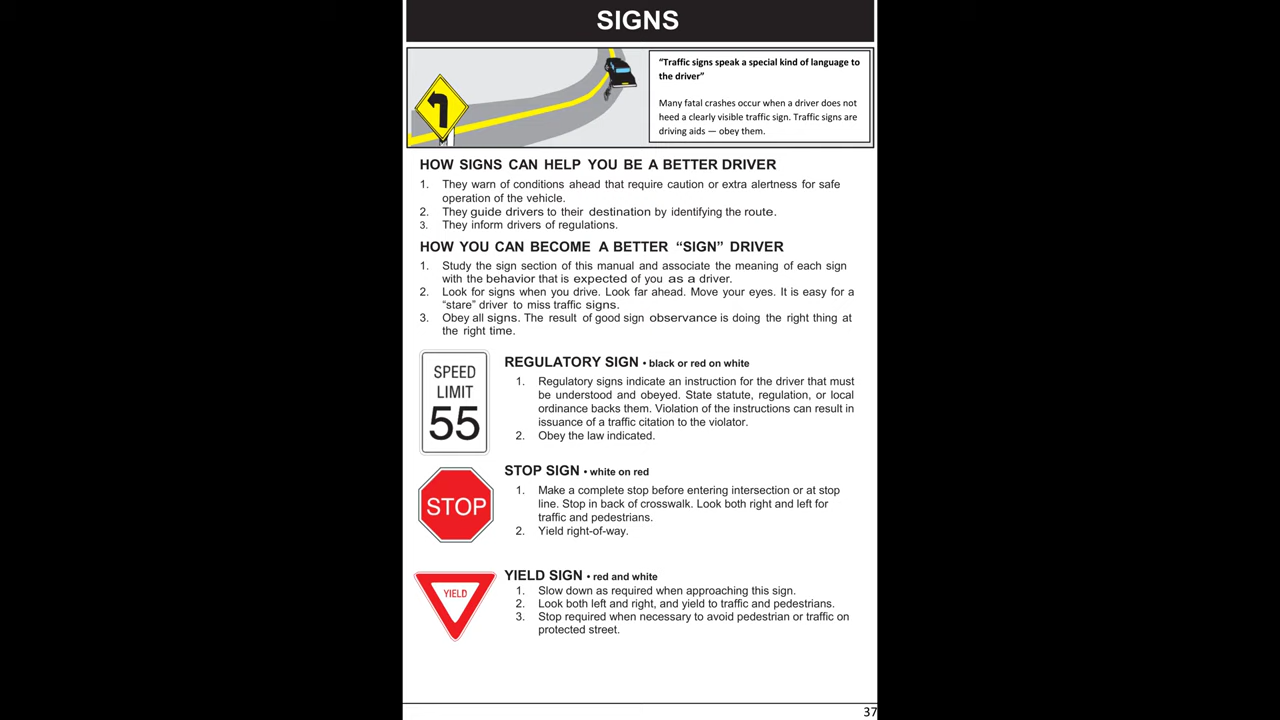 SIGNS
“Traffic signs speak a special kind of language to
the driver”
Many fatal crashes occur when a driver does not
heed a clearly visible traffic sign. Traffic signs are
driving aids — obey them.
HOW SIGNS CAN HELP YOU BE A BETTER DRIVER
1. They warn of conditions ahead that require caution or extra alertness for safe
operation of the vehicle.
2. They guide drivers to their destination by identifying the route.
3. They inform drivers of regulations.
HOW YOU CAN BECOME A BETTER “SIGN” DRIVER
1. Study the sign section of this manual and associate the meaning of each sign
with the behavior that is expected of you as a driver.
2. Look for signs when you drive. Look far ahead. Move your eyes. It is easy for a
“stare” driver to miss traffic signs.
3. Obey all signs. The result of good sign observance is doing the right thing at
the right time.
SPEED
LIMIT
55
REGULATORY SIGN • black or red on white
1. Regulatory signs indicate an instruction for the driver that must
be understood and obeyed. State statute, regulation, or local
ordinance backs them. Violation of the instructions can result in
issuance of a traffic citation to the violator.
2. Obey the law indicated.
STOP
STOP SIGN • white on red
1. Make a complete stop before entering intersection or at stop
line. Stop in back of crosswalk. Look both right and left for
traffic and pedestrians.
2. Yield right-of-way.
YIELD
YIELD SIGN • red and white
1. Slow down as required when approaching this sign.
2. Look both left and right, and yield to traffic and pedestrians.
3. Stop required when necessary to avoid pedestrian or traffic on
protected street.
37